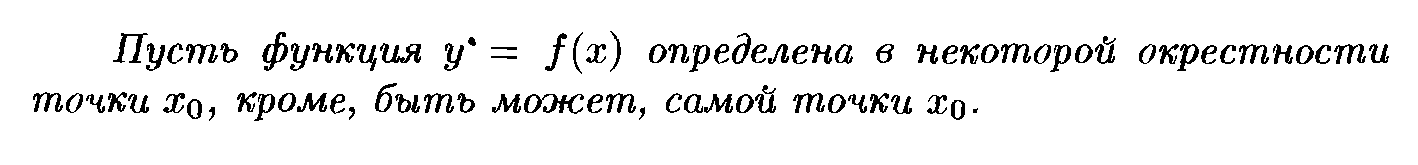 Пусть функция y = f(x) определена в некоторой окрестности
точки x₀, кроме, быть может, самой точки x₀.